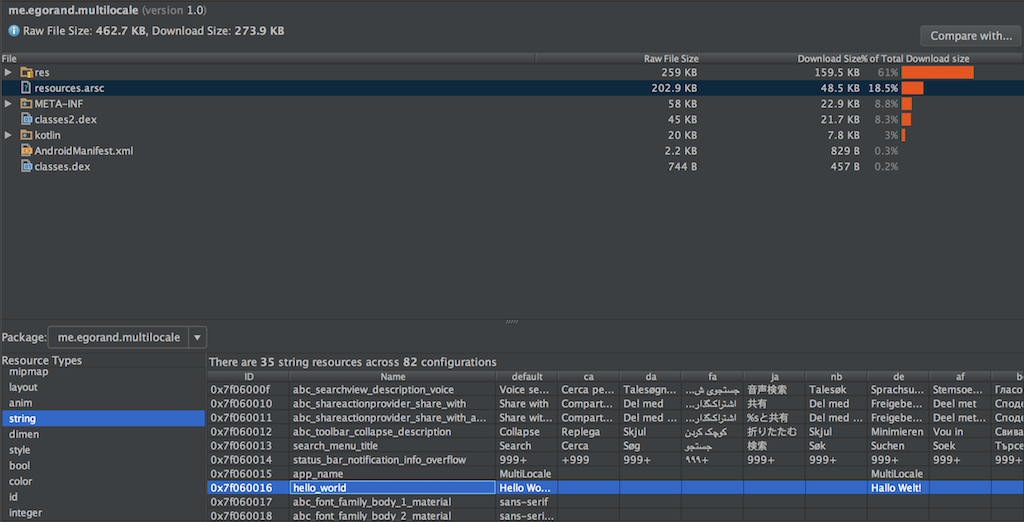 me.egorand.multilocale (version 1.0)
Raw File Size: 462.7 KB, Download Size: 273.9 KB
Compare with...
File Raw File Size Download Size % of Total Download size
res 259 KB 159.5 KB 61%
resources.arsc 202.9 KB 48.5 KB 18.5%
META-INF 58 KB 22.9 KB 8.8%
classes2.dex 45 KB 21.7 KB 8.3%
kotlin 20 KB 7.8 KB 3%
AndroidManifest.xml 2.2 KB 829 B 0.3%
classes.dex 744 B 457 B 0.2%
Package: me.egorand.multilocale
Resource Types
mipmap
layout
anim
string
dimen
style
bool
color
id
integer
There are 35 string resources across 82 configurations
ID Name default ca da fa ja nb de af b
0x7f06000f abc_searchview_description_voice Voice se... Cerca pe... Talesøgn... جستجوی ش... 音声検索 Talesøk Sprachsu... Stemsoe... Гласо
0x7f060010 abc_shareactionprovider_share_with Share with Compart... Del med اشتراک‌گذار... 共有 Del med Freigebe... Deel met Споде
0x7f060011 abc_shareactionprovider_share_with_a... Share wit... Compart... Del med ... اشتراک‌گذار... %sと共有 Del med ... Freigebe... Deel met ... Споде
0x7f060012 abc_toolbar_collapse_description Collapse Replega Skjul کوچک کردن 折りたたむ Skjul Minimieren Vou in Свива
0x7f060013 search_menu_title Search Cerca Søg جستجو 検索 Søk Suchen Soek Търсе
0x7f060014 status_bar_notification_info_overflow 999+ +999 999+ ۹۹۹+ 999+ 999+ 999+ 999+ 999+
0x7f060015 app_name MultiLocale MultiLocale
0x7f060016 hello_world Hello Wo... Hallo Welt!
0x7f060017 abc_font_family_body_1_material sans-serif
0x7f060018 abc_font_family_body_2_material sans-seri...